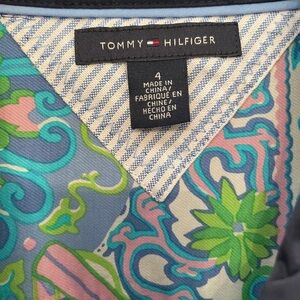 TOMMY HILFIGER
4
MADE IN
CHINA/
FABRIQUÉ EN
CHINE/
HECHO EN
CHINA